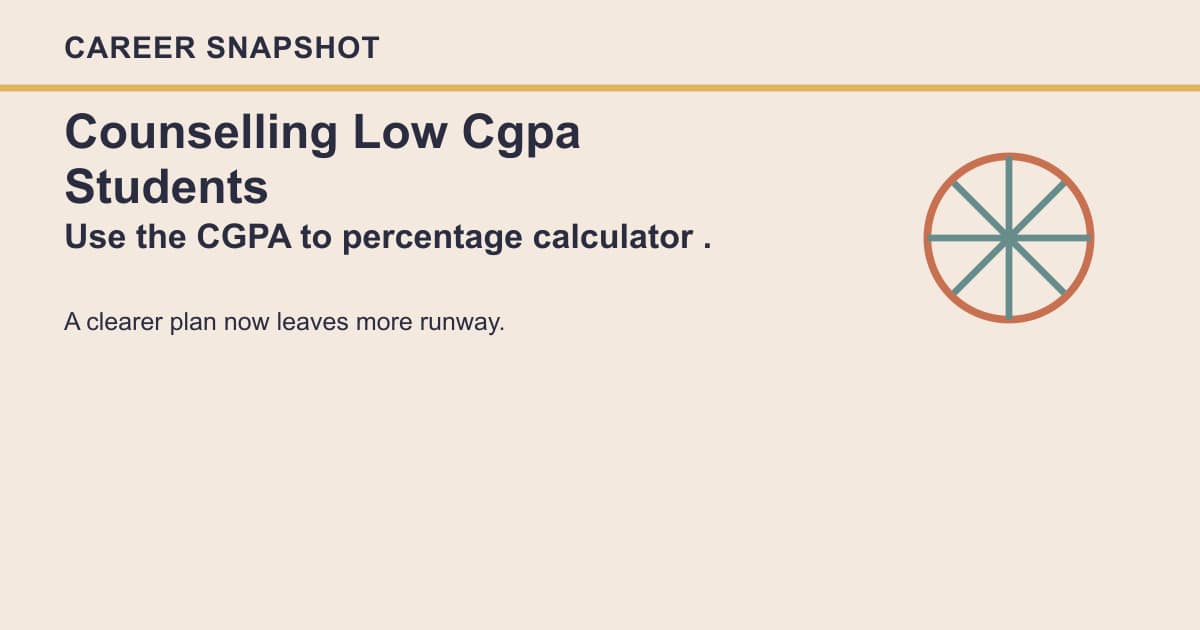 CAREER SNAPSHOT
Counselling Low Cgpa
Students
Use the CGPA to percentage calculator .
A clearer plan now leaves more runway.